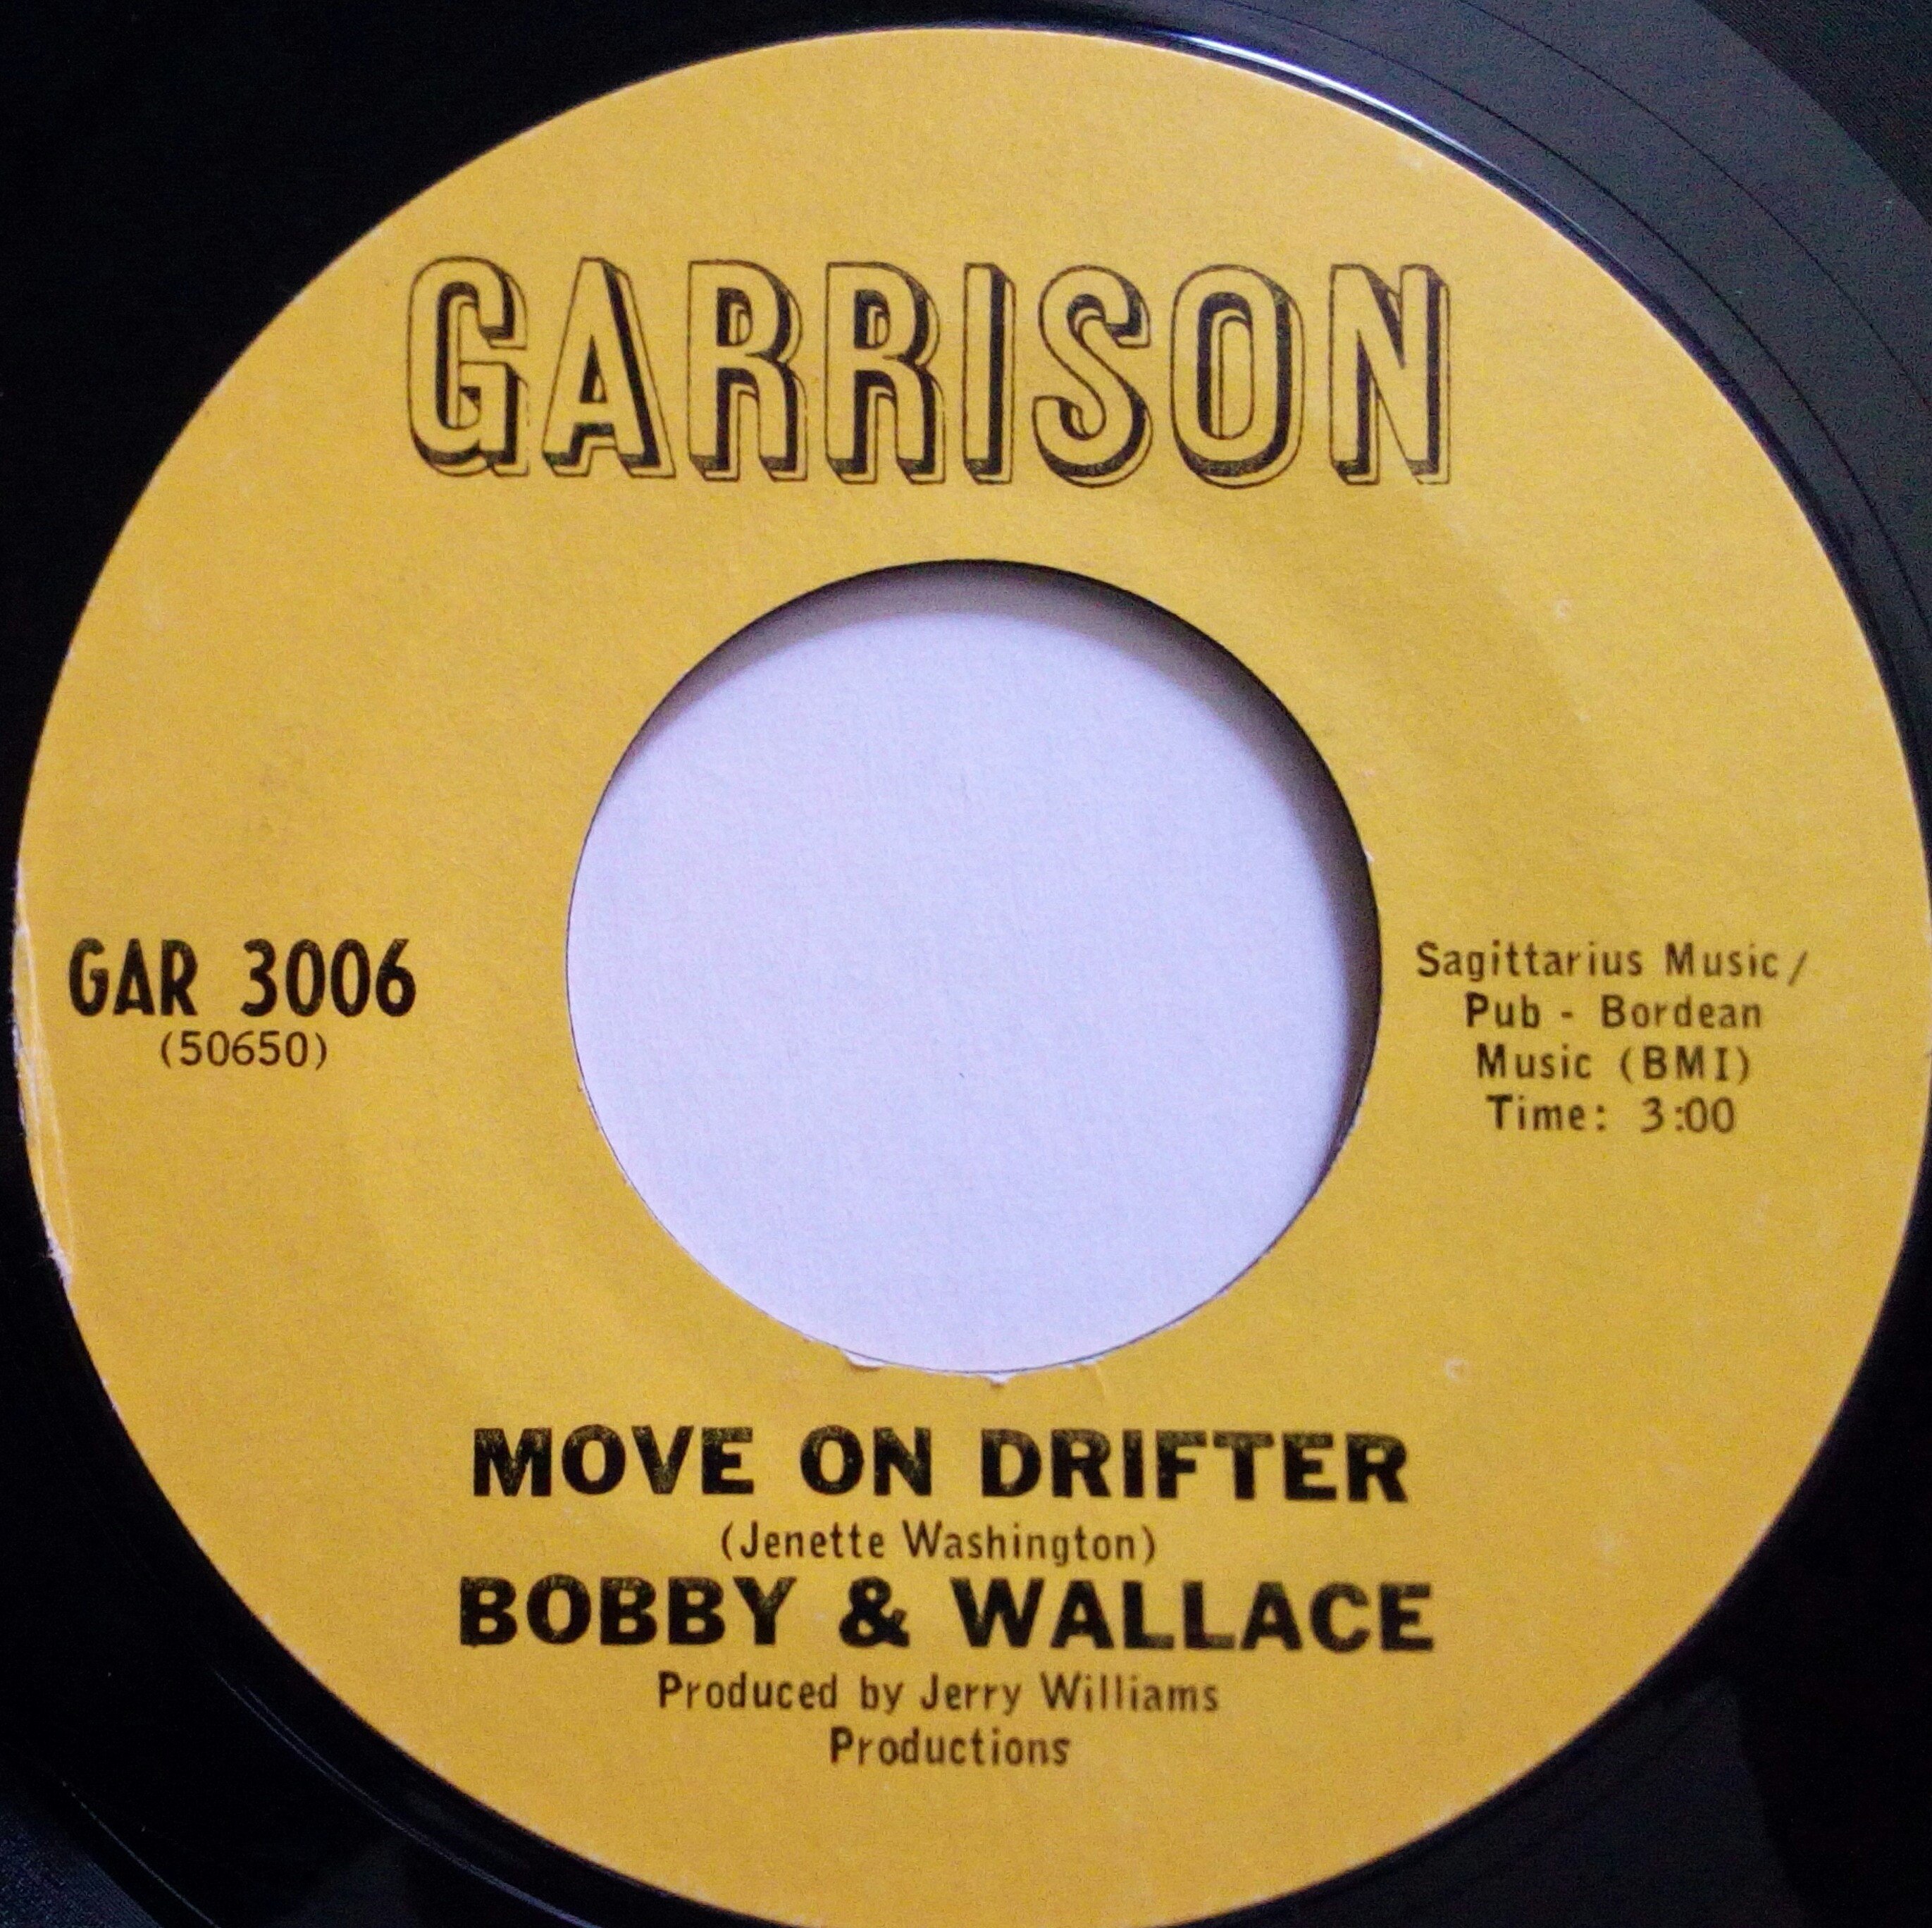 GARRISON
GAR 3006
(50650)
Sagittarius Music/
Pub - Bordean
Music (BMI)
Time: 3:00
MOVE ON DRIFTER
(Jenette Washington)
BOBBY & WALLACE
Produced by Jerry Williams
Productions